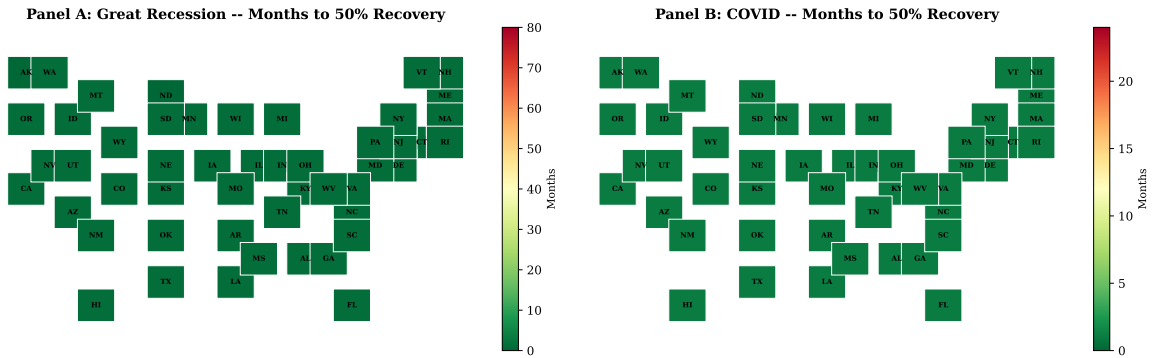 Panel A: Great Recession -- Months to 50% Recovery
AK WA VT NH
MT ND ME
OR ID SD MN WI MI NY MA
WY PA NJ CT RI
NV UT NE IA IL IN OH MD DE
CA CO KS MO KY WV VA
AZ TN NC
NM OK AR SC
MS AL GA
TX LA
HI FL
80
70
60
50
40
30
20
10
0
Months
Panel B: COVID -- Months to 50% Recovery
AK WA VT NH
MT ND ME
OR ID SD MN WI MI NY MA
WY PA NJ CT RI
NV UT NE IA IL IN OH MD DE
CA CO KS MO KY WV VA
AZ TN NC
NM OK AR SC
MS AL GA
TX LA
HI FL
20
15
10
5
0
Months